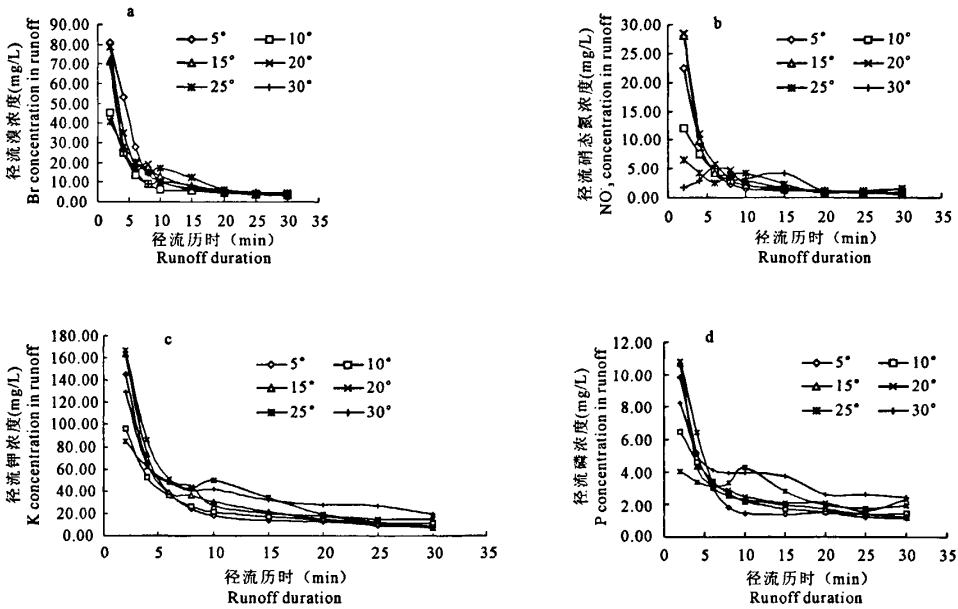 a
径流溴浓度(mg/L)
Br concentration in runoff
90.00
80.00
70.00
60.00
50.00
40.00
30.00
20.00
10.00
0.00
5° 10°
15° 20°
25° 30°
0 5 10 15 20 25 30 35
径流历时（min）
Runoff duration
b
径流硝态氮浓度(mg/L)
NO⁻₃ concentration in runoff
30.00
25.00
20.00
15.00
10.00
5.00
0.00
5° 10°
15° 20°
25° 30°
0 5 10 15 20 25 30 35
径流历时（min）
Runoff duration
c
径流钾浓度(mg/L)
K concentration in runoff
180.00
160.00
140.00
120.00
100.00
80.00
60.00
40.00
20.00
0.00
5° 10°
15° 20°
25° 30°
0 5 10 15 20 25 30 35
径流历时（min）
Runoff duration
d
径流磷浓度(mg/L)
P concentration in runoff
12.00
10.00
8.00
6.00
4.00
2.00
0.00
5° 10°
15° 20°
25° 30°
0 5 10 15 20 25 30 35
径流历时（min）
Runoff duration